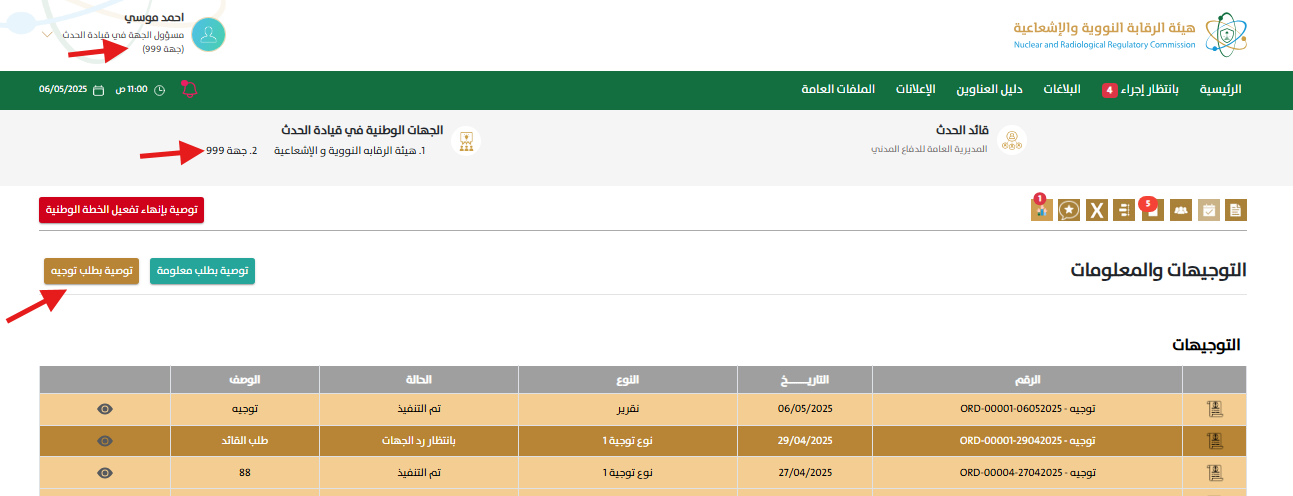 احمد موسي
مسؤول الجهة في قيادة الحدث
(جهة 999)
هيئة الرقابة النووية والإشعاعية
Nuclear and Radiological Regulatory Commission
الرئيسية بانتظار إجراء 4 البلاغات دليل العناوين الإعلانات الملفات العامة 11:00 ص 06/05/2025
قائد الحدث
المديرية العامة للدفاع المدني
الجهات الوطنية في قيادة الحدث
1. هيئة الرقابه النووية و الإشعاعية 2. جهة 999
5 1
توصية بإنهاء تفعيل الخطة الوطنية
التوجيهات والمعلومات
توصية بطلب معلومة توصية بطلب توجيه
التوجيهات
الرقم التاريـــــخ النوع الحالة الوصف
توجيه - ORD-00001-06052025 06/05/2025 تقرير تم التنفيذ توجيه
توجيه - ORD-00001-29042025 29/04/2025 نوع توجية 1 بانتظار رد الجهات طلب القائد
توجيه - ORD-00004-27042025 27/04/2025 نوع توجية 1 تم التنفيذ 88